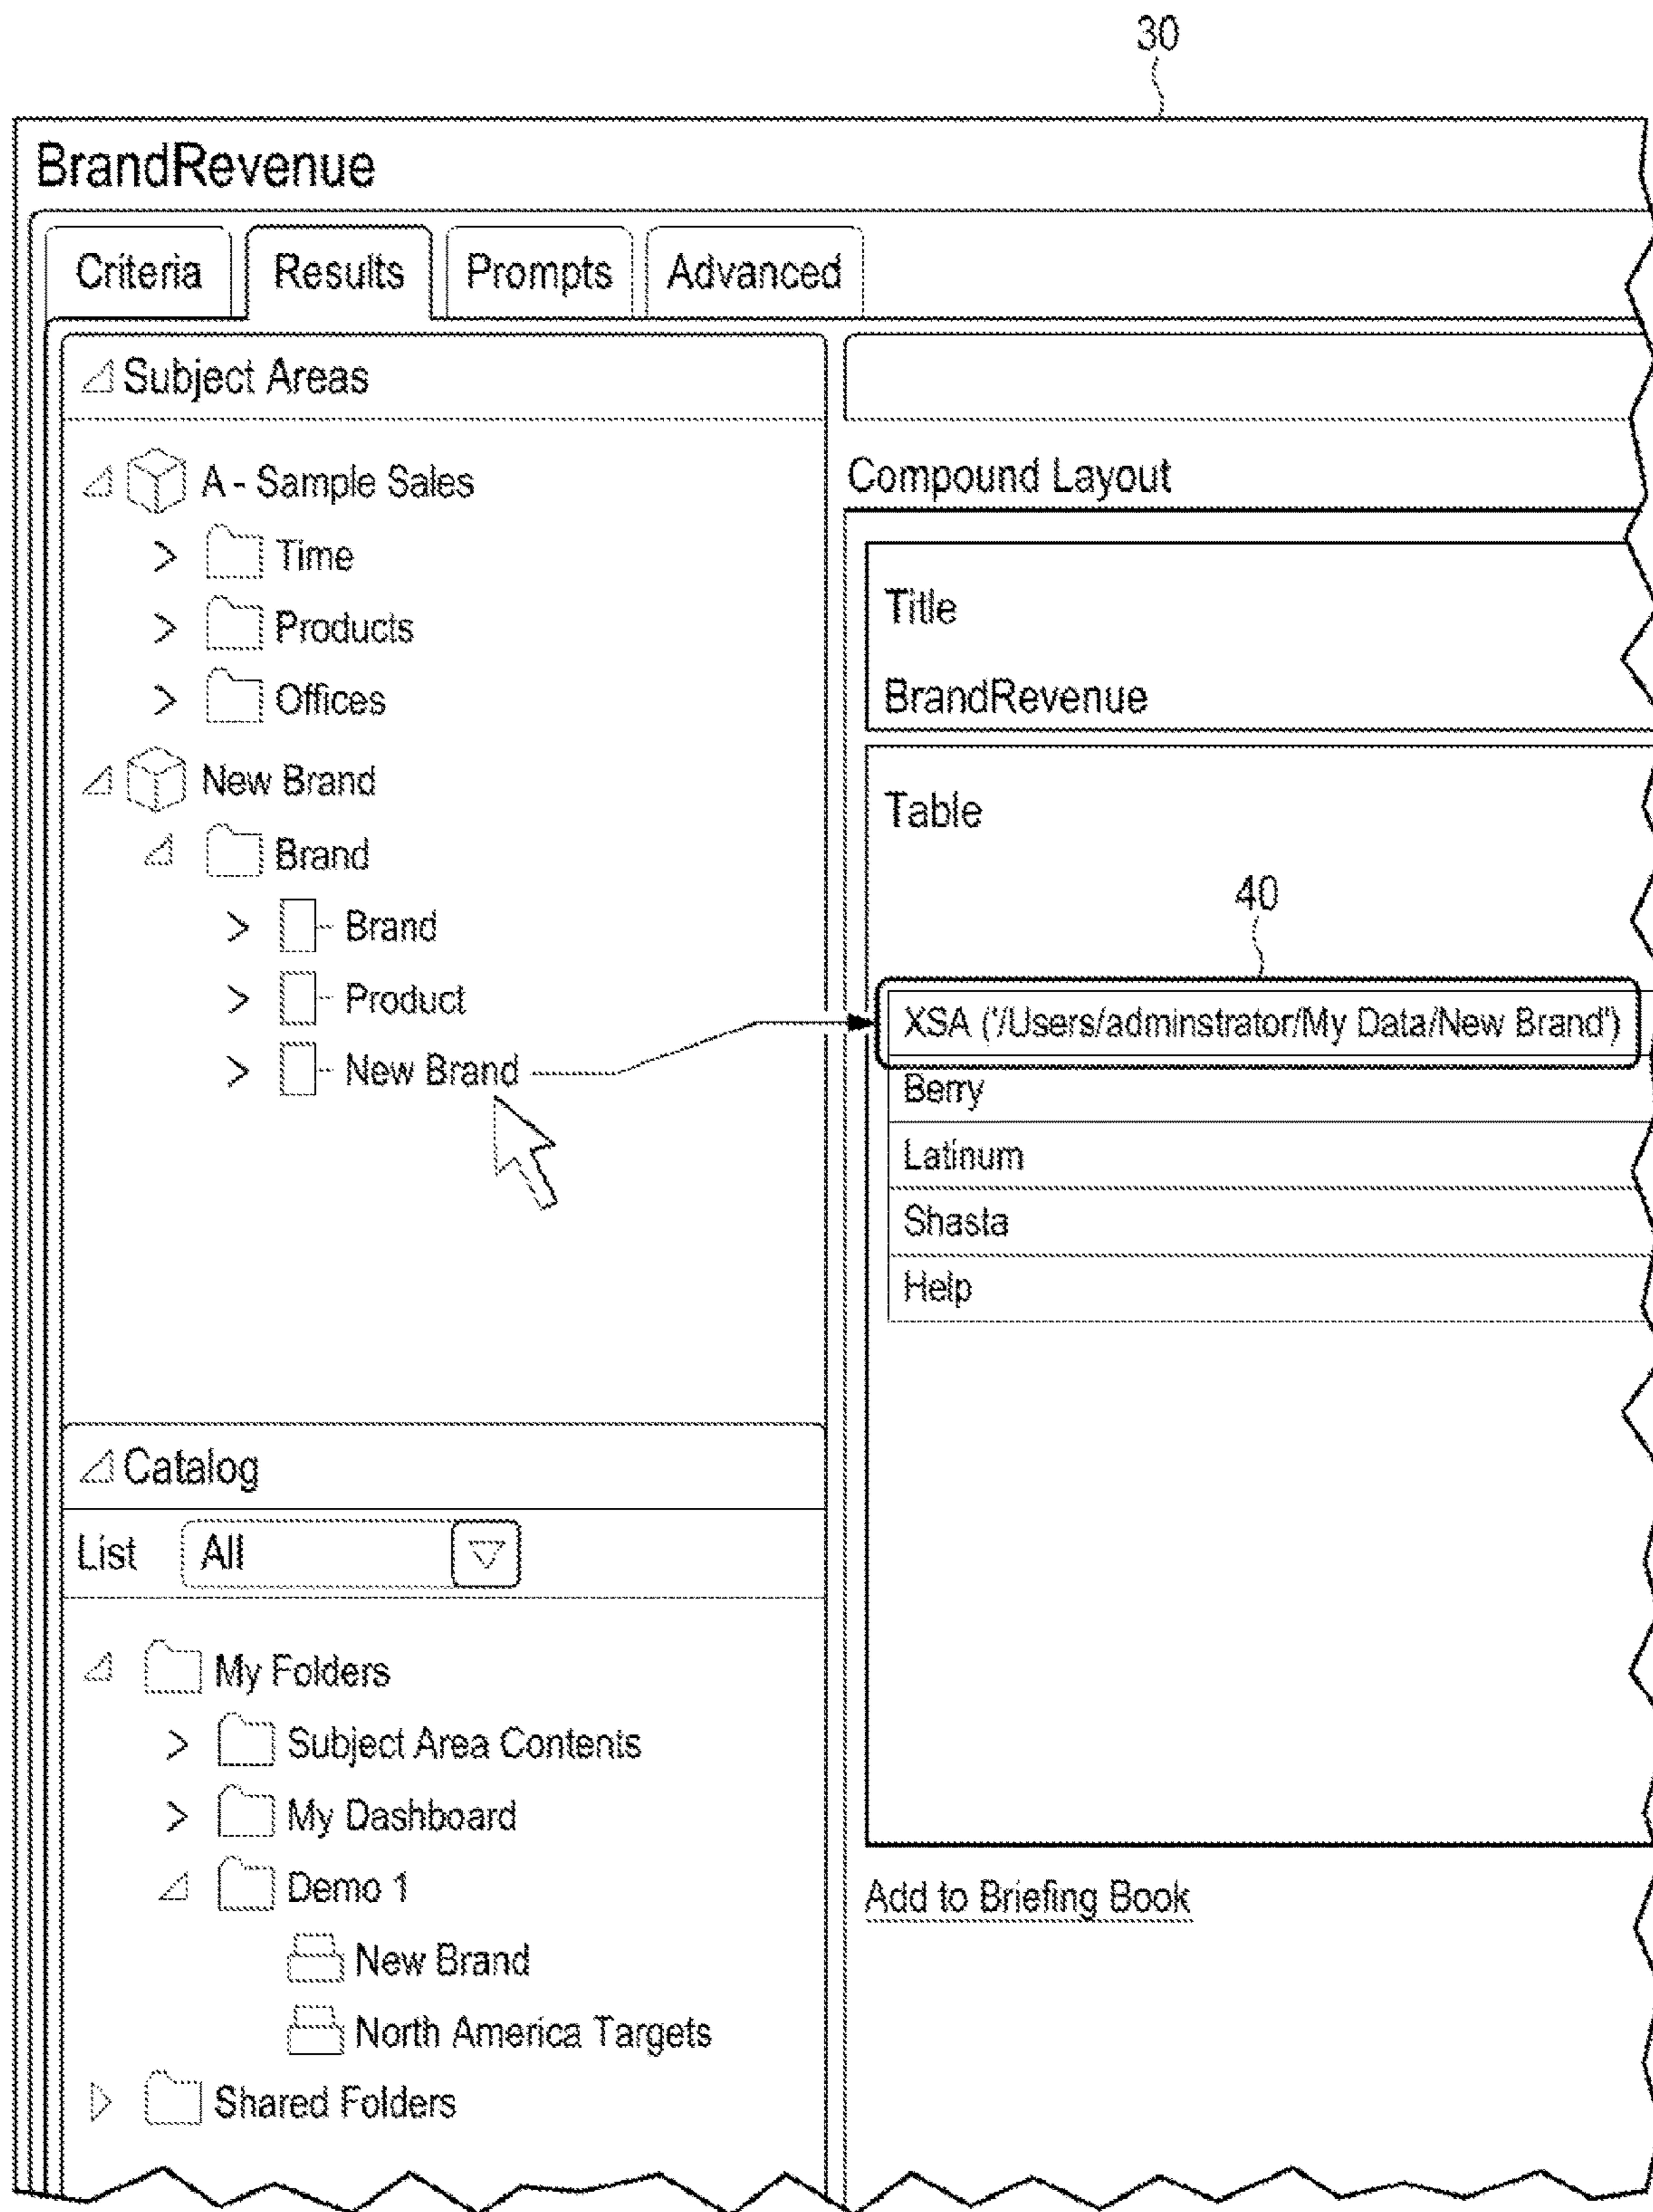 30
BrandRevenue
Criteria Results Prompts Advanced
Subject Areas
A - Sample Sales
Time
Products
Offices
New Brand
Brand
Brand
Product
New Brand
Compound Layout
Title
BrandRevenue
Table
40
XSA ('/Users/adminstrator/My Data/New Brand')
Berry
Latinum
Shasta
Help
Catalog
List All
My Folders
Subject Area Contents
My Dashboard
Demo 1
New Brand
North America Targets
Shared Folders
Add to Briefing Book